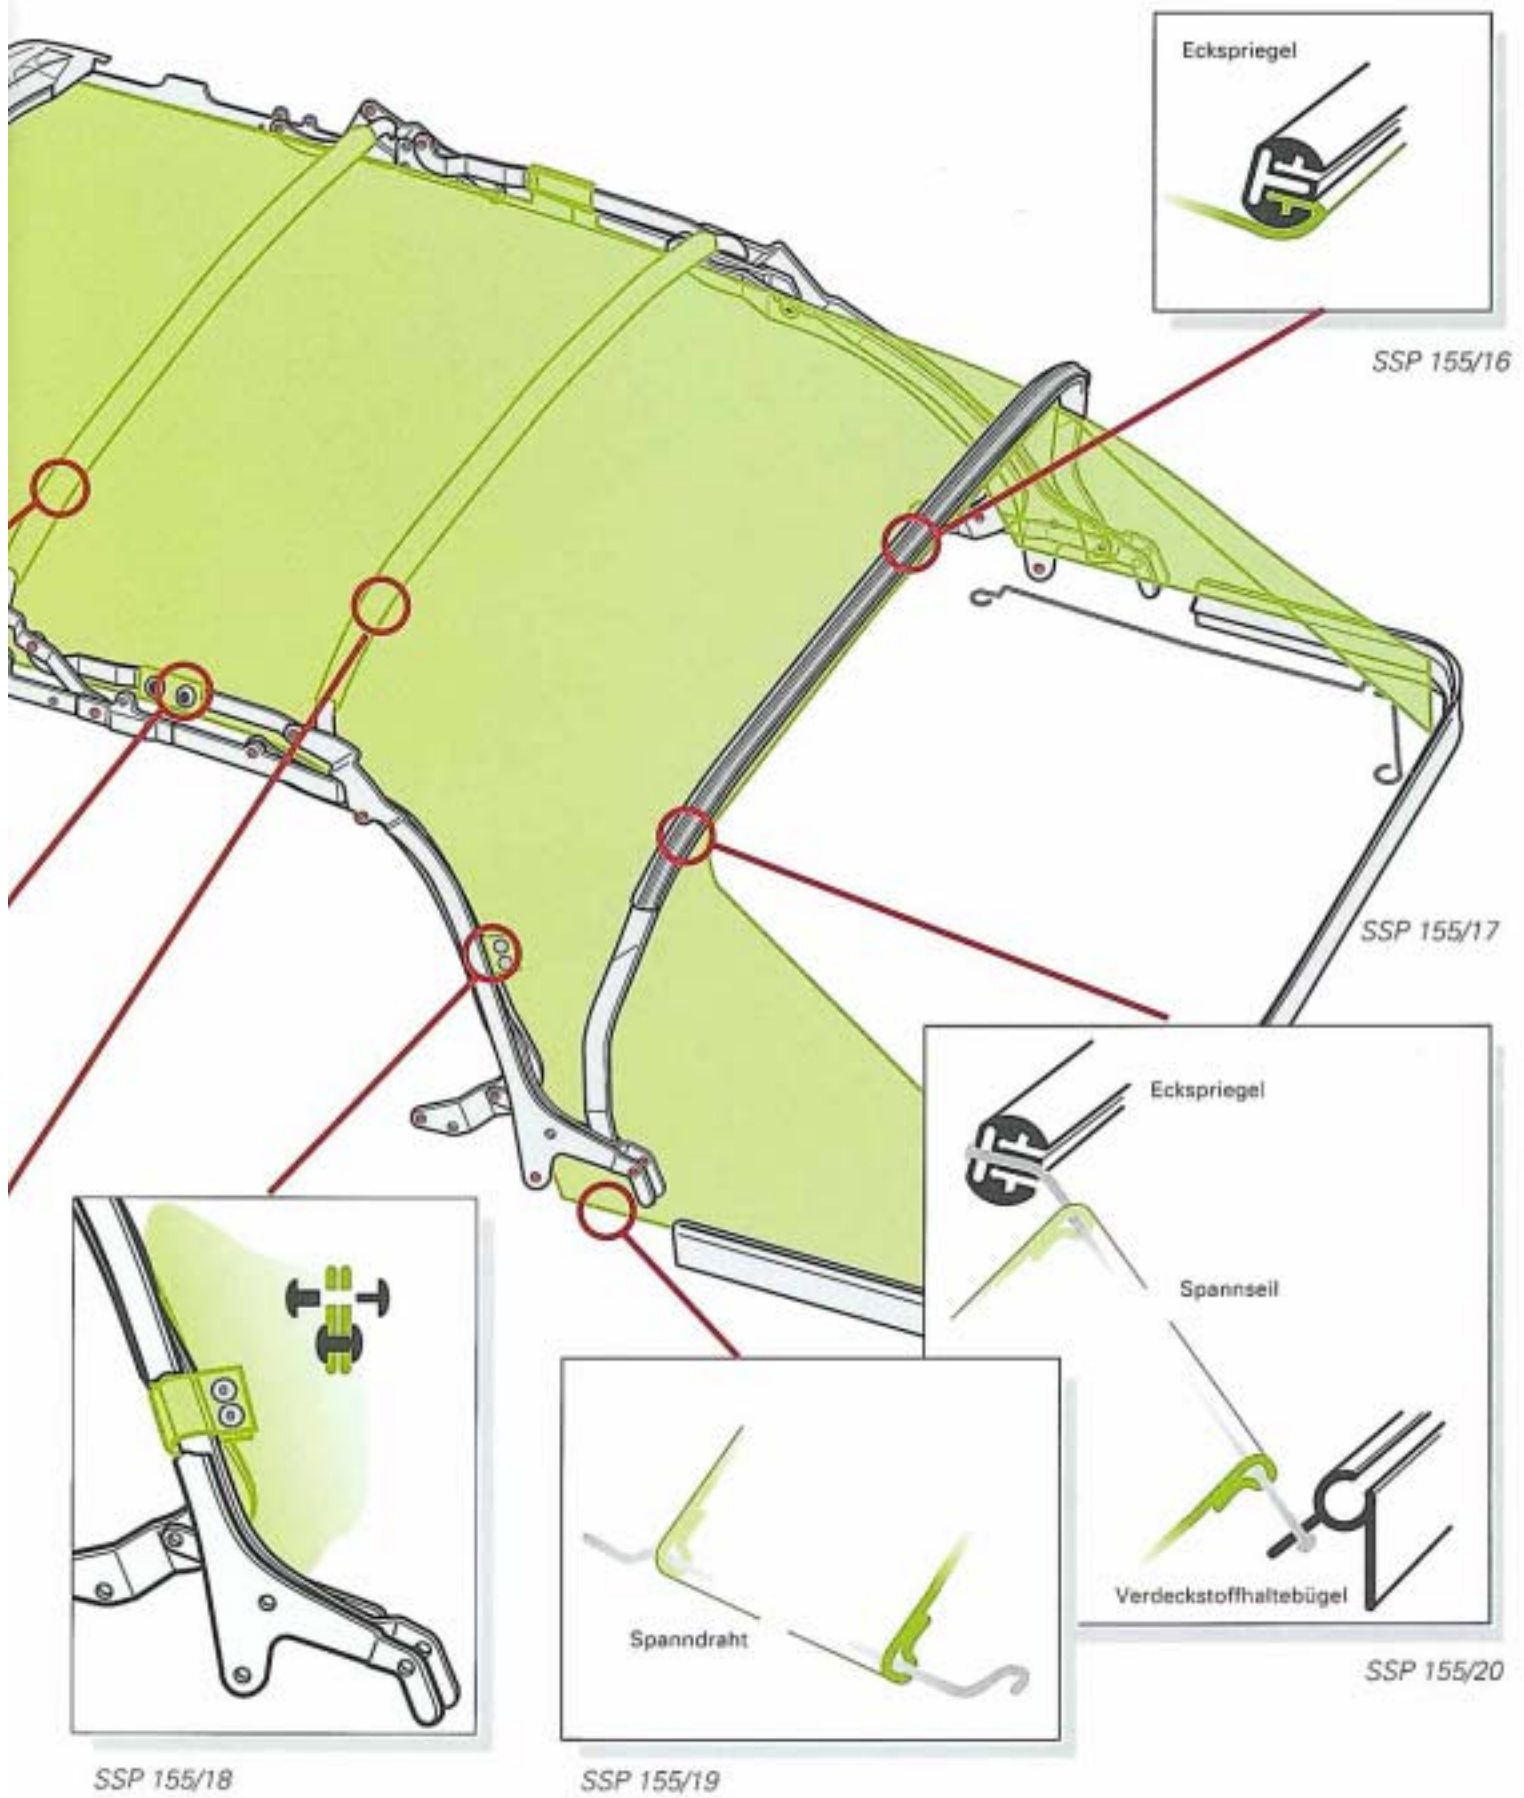 Eckspriegel
SSP 155/16
SSP 155/17
Eckspriegel
Spannseil
Verdeckstoffhaltebügel
SSP 155/20
Spanndraht
SSP 155/18
SSP 155/19